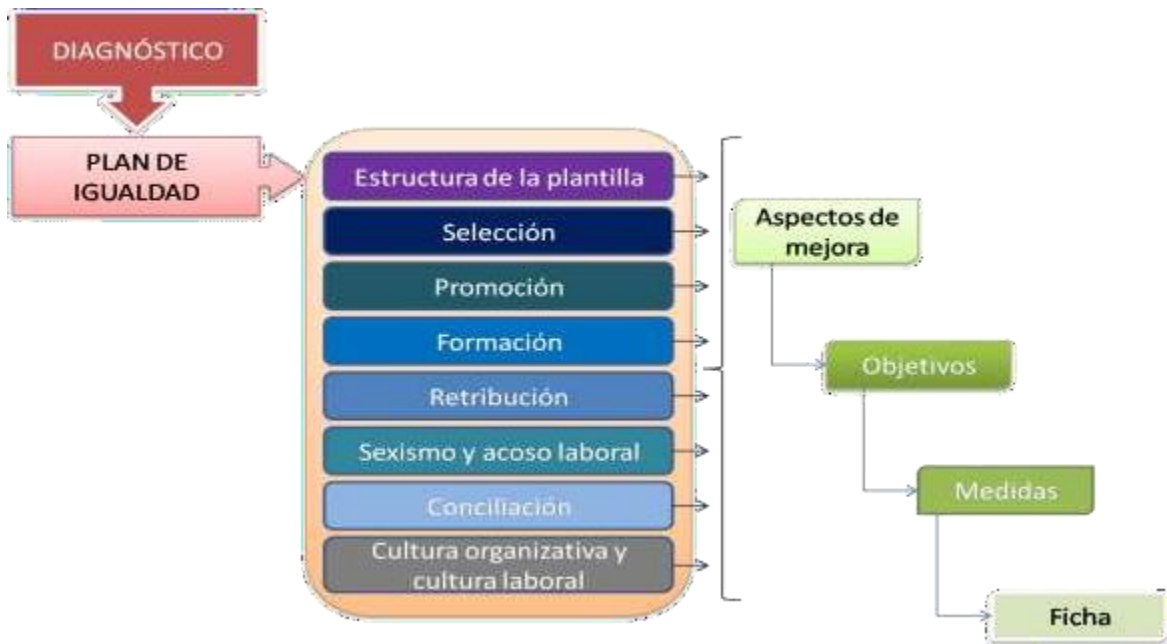 DIAGNÓSTICO
PLAN DE
IGUALDAD
Estructura de la plantilla
Selección
Promoción
Formación
Retribución
Sexismo y acoso laboral
Conciliación
Cultura organizativa y
cultura laboral
Aspectos de
mejora
Objetivos
Medidas
Ficha